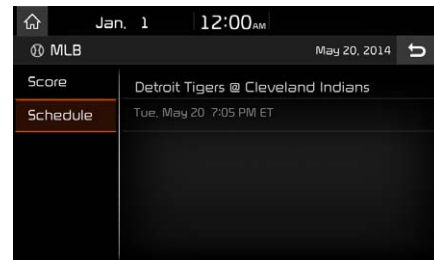 Jan. 1 12:00AM
MLB May 20, 2014
Score
Detroit Tigers @ Cleveland Indians
Schedule
Tue, May 20 7:05 PM ET